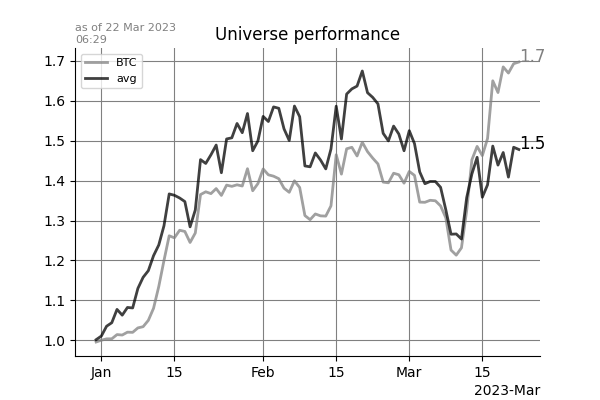 as of 22 Mar 2023
06:29
Universe performance
BTC
avg
1.7
1.5
1.7
1.6
1.5
1.4
1.3
1.2
1.1
1.0
Jan
15
Feb
15
Mar
15
2023-Mar